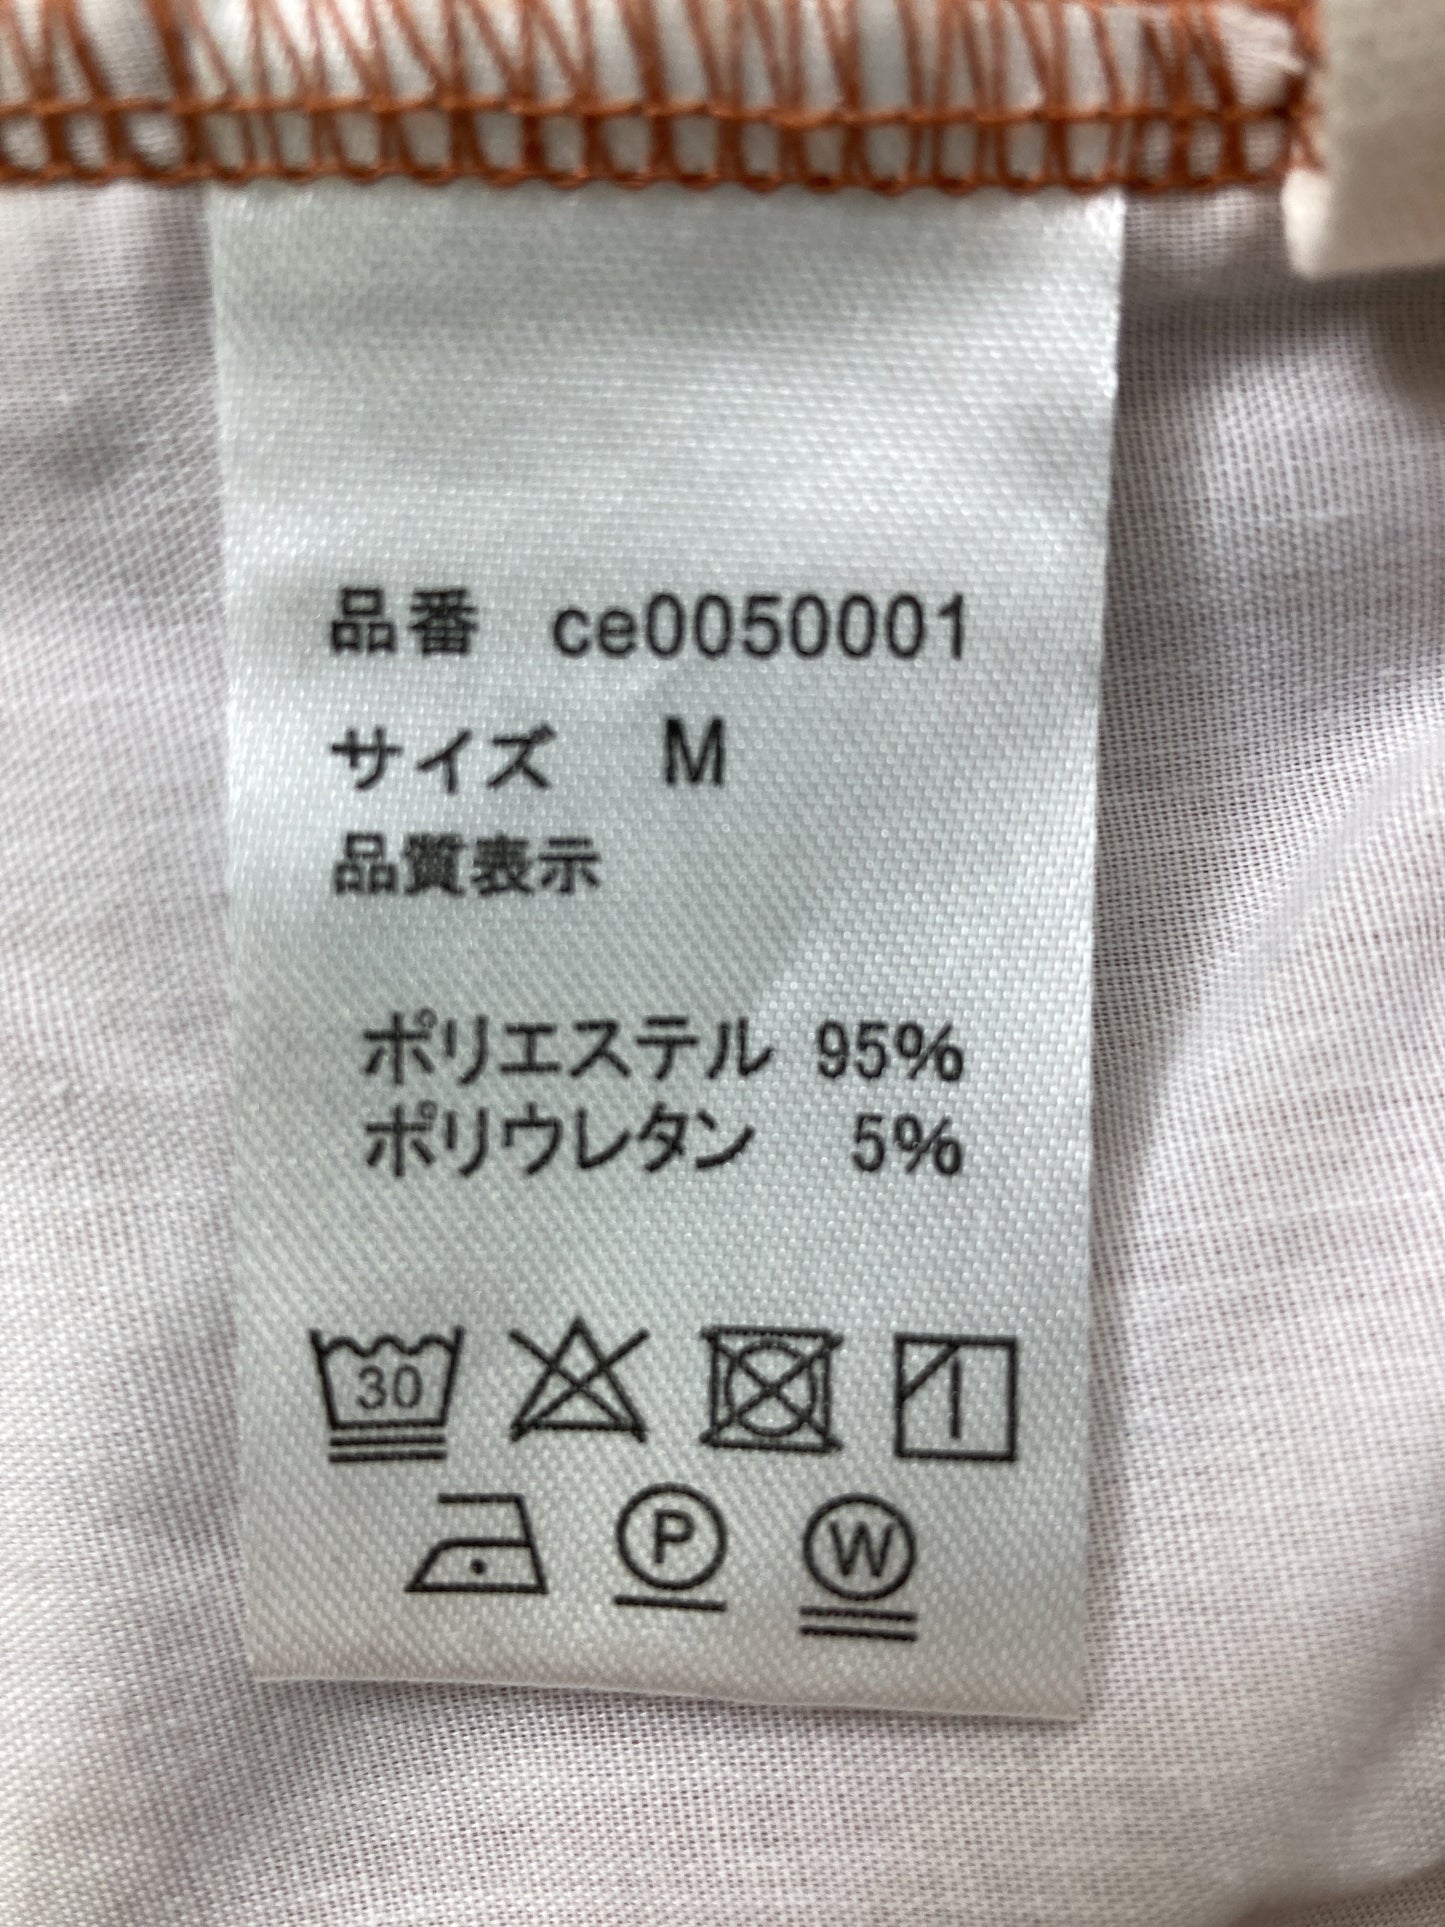 品番 ce0050001
サイズ M
品質表示
ポリエステル 95%
ポリウレタン 5%
30
P W